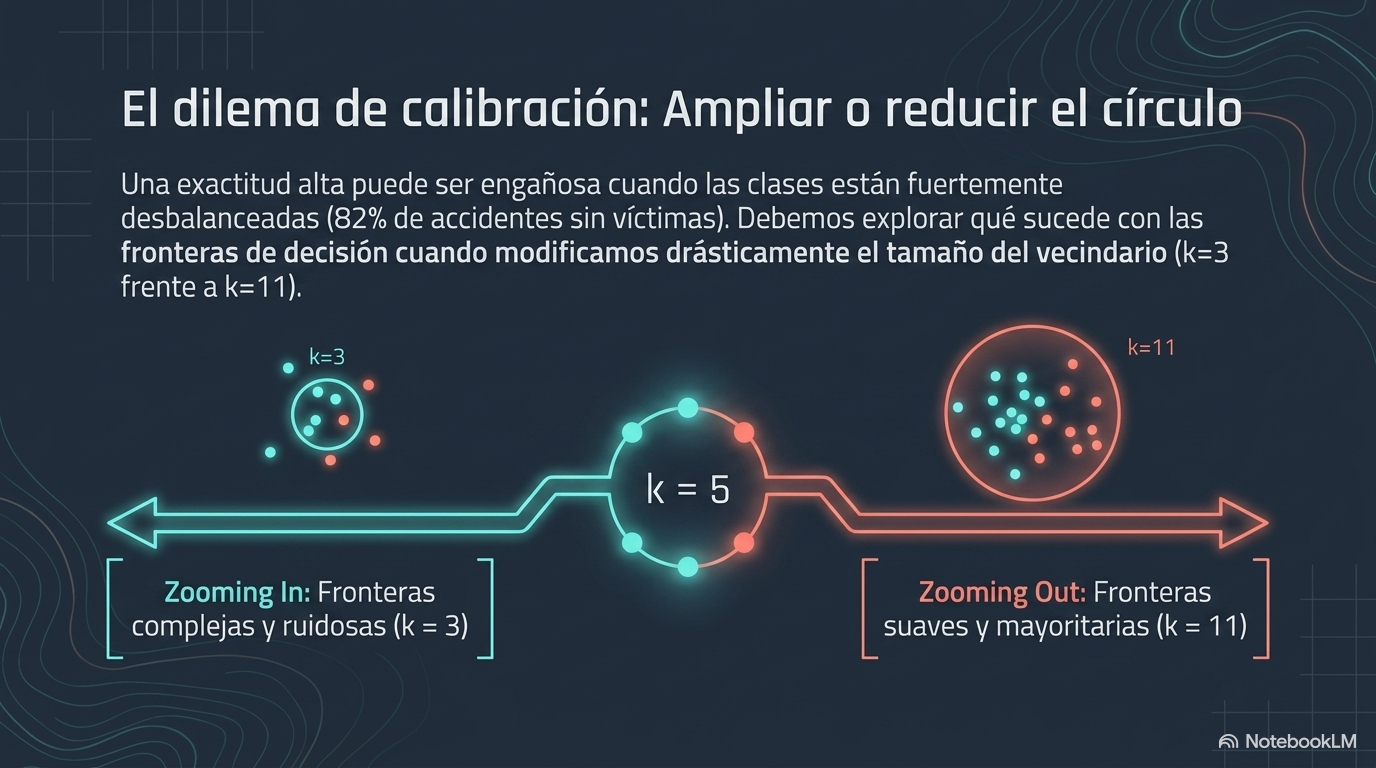 El dilema de calibración: Ampliar o reducir el círculo
Una exactitud alta puede ser engañosa cuando las clases están fuertemente
desbalanceadas (82% de accidentes sin víctimas). Debemos explorar qué sucede con las
fronteras de decisión cuando modificamos drásticamente el tamaño del vecindario (k=3
frente a k=11).
k=3
k=11
k = 5
Zooming In: Fronteras
complejas y ruidosas (k = 3)
Zooming Out: Fronteras
suaves y mayoritarias (k = 11)
NotebookLM